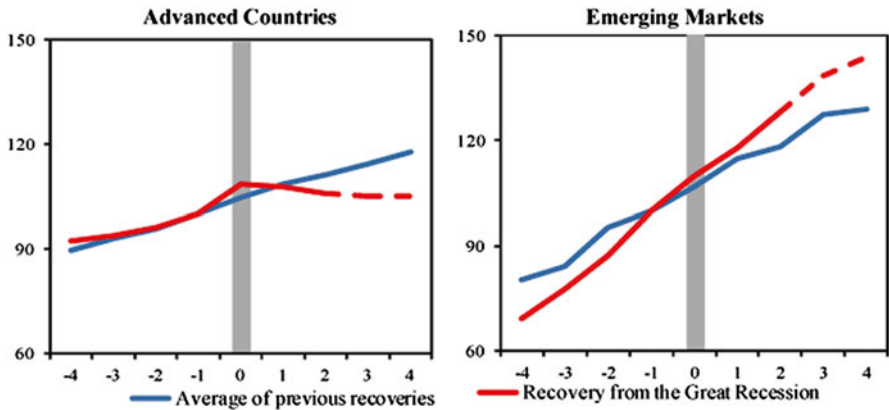 Advanced Countries
150
120
90
60
-4 -3 -2 -1 0 1 2 3 4
Emerging Markets
150
120
90
60
-4 -3 -2 -1 0 1 2 3 4
Average of previous recoveries
Recovery from the Great Recession